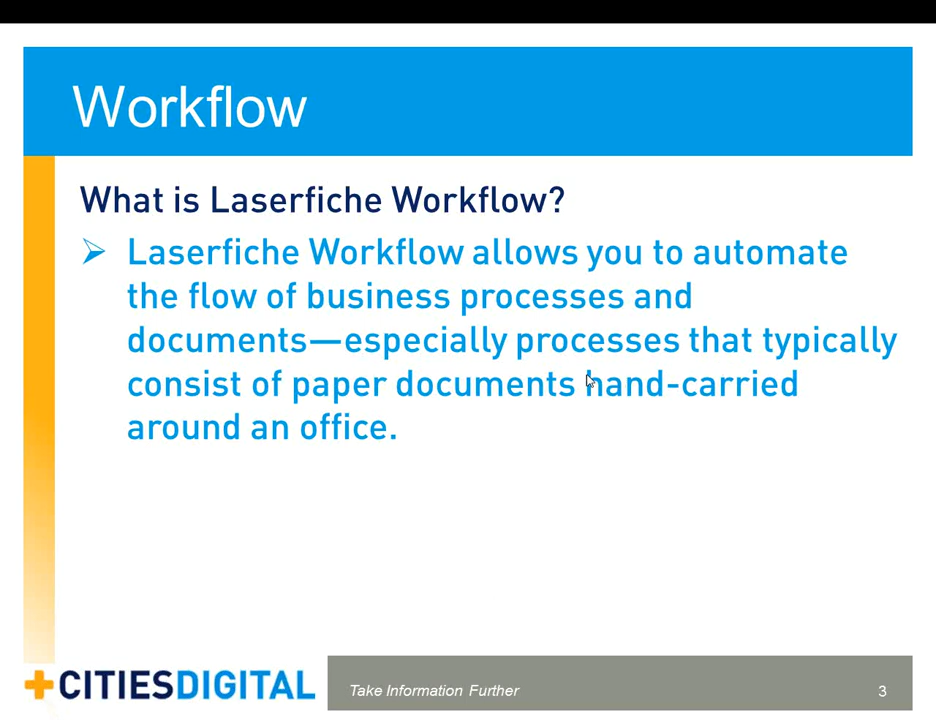 Workflow
What is Laserfiche Workflow?
➢ Laserfiche Workflow allows you to automate
the flow of business processes and
documents—especially processes that typically
consist of paper documents hand-carried
around an office.
+CITIESDIGITAL
Take Information Further
3